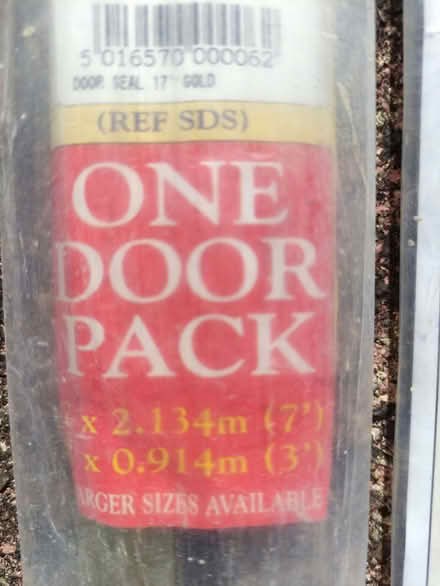 5 016570 000062
DOOR SEAL 17' GOLD
(REF SDS)
ONE
DOOR
PACK
x 2.134m (7')
x 0.914m (3')
ARGER SIZES AVAILABLE